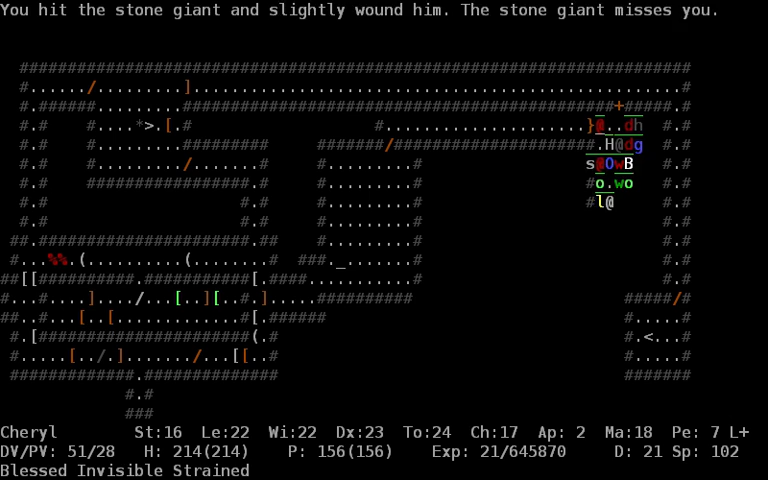 You hit the stone giant and slightly wound him. The stone giant misses you.
Cheryl St:16 Le:22 Wi:22 Dx:23 To:24 Ch:17 Ap: 2 Ma:18 Pe: 7 L+
DV/PV: 51/28 H: 214(214) P: 156(156) Exp: 21/645870 D: 21 Sp: 102
Blessed Invisible Strained